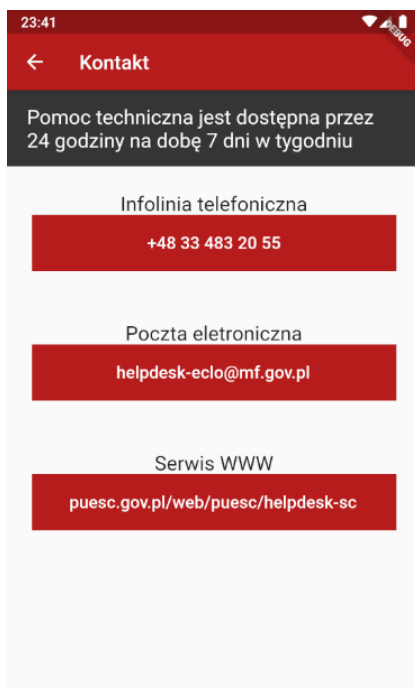 23:41
DEBUG
Kontakt
Pomoc techniczna jest dostępna przez
24 godziny na dobę 7 dni w tygodniu
Infolinia telefoniczna
+48 33 483 20 55
Poczta eletroniczna
helpdesk-eclo@mf.gov.pl
Serwis WWW
puesc.gov.pl/web/puesc/helpdesk-sc